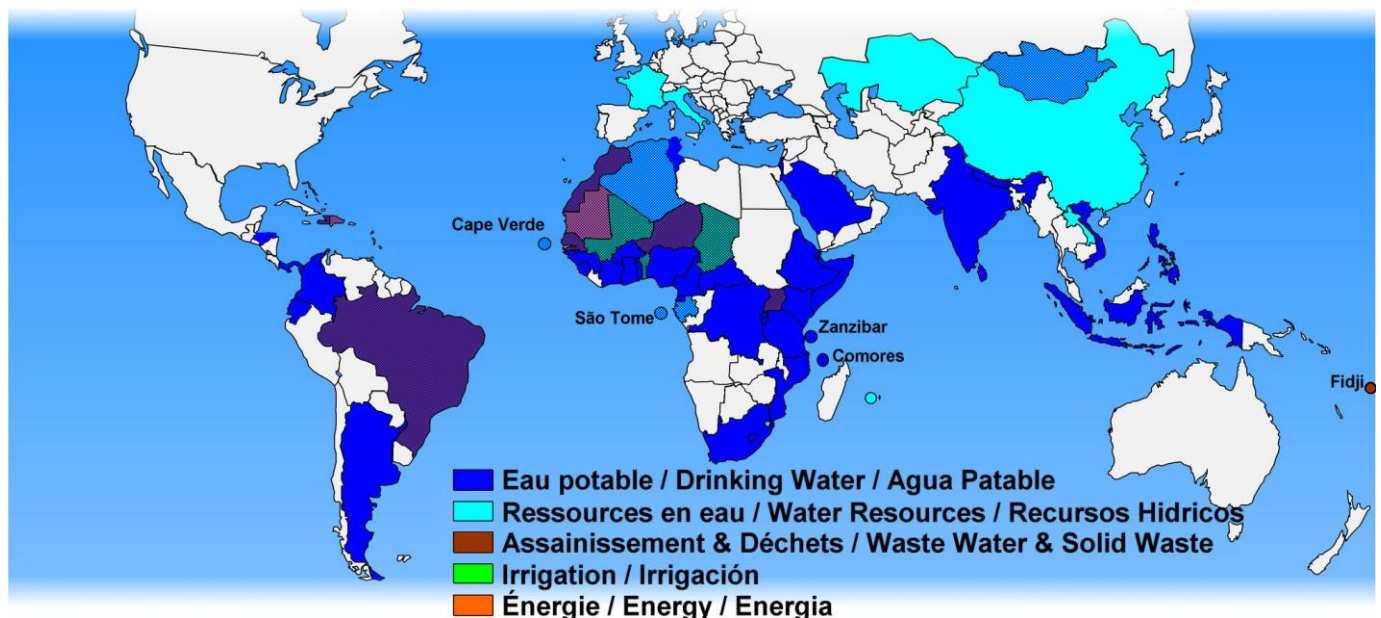 Cape Verde
São Tome
Zanzibar
Comores
Fidji
Eau potable / Drinking Water / Agua Patable
Ressources en eau / Water Resources / Recursos Hidricos
Assainissement & Déchets / Waste Water & Solid Waste
Irrigation / Irrigación
Énergie / Energy / Energia